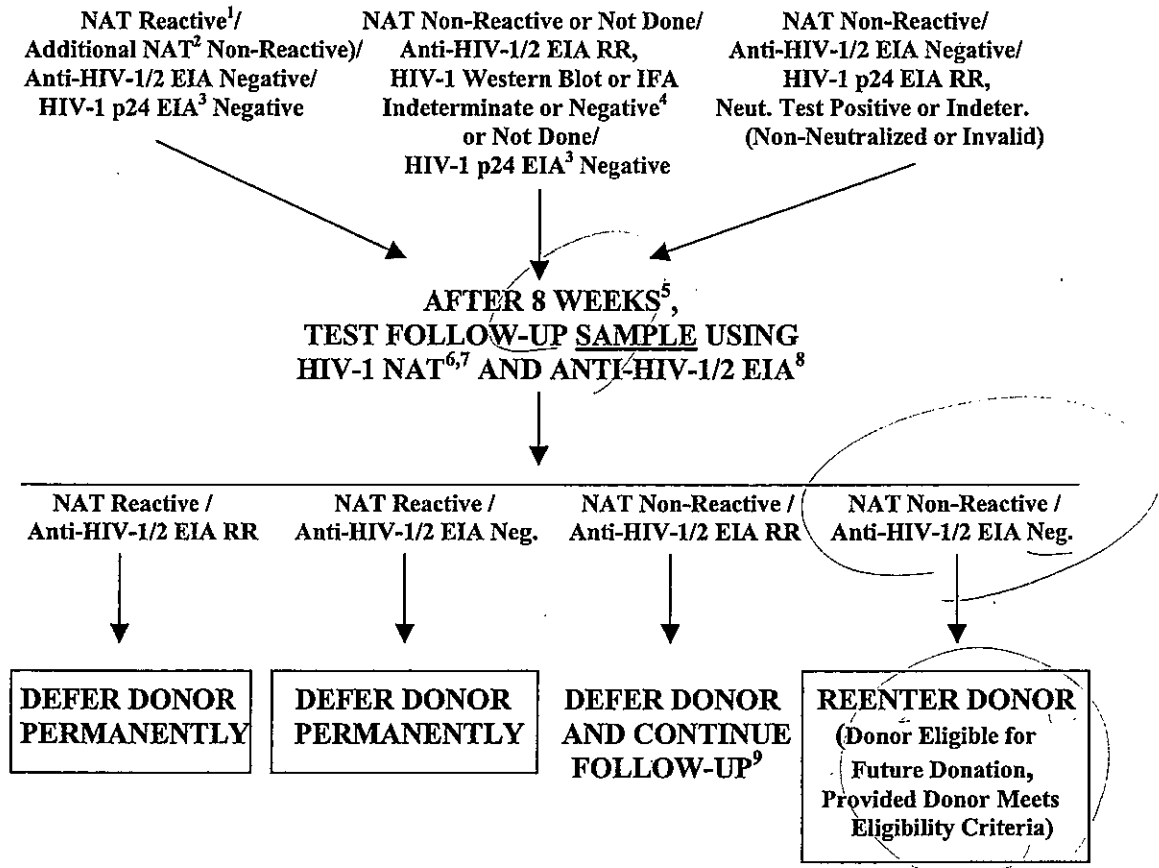 NAT Reactive¹/
Additional NAT² Non-Reactive)/
Anti-HIV-1/2 EIA Negative/
HIV-1 p24 EIA³ Negative
NAT Non-Reactive or Not Done/
Anti-HIV-1/2 EIA RR,
HIV-1 Western Blot or IFA
Indeterminate or Negative⁴
or Not Done/
HIV-1 p24 EIA³ Negative
NAT Non-Reactive/
Anti-HIV-1/2 EIA Negative/
HIV-1 p24 EIA RR,
Neut. Test Positive or Indeter.
(Non-Neutralized or Invalid)
AFTER 8 WEEKS⁵,
TEST FOLLOW-UP SAMPLE USING
HIV-1 NAT⁶,⁷ AND ANTI-HIV-1/2 EIA⁸
NAT Reactive /
Anti-HIV-1/2 EIA RR
NAT Reactive /
Anti-HIV-1/2 EIA Neg.
NAT Non-Reactive /
Anti-HIV-1/2 EIA RR
NAT Non-Reactive /
Anti-HIV-1/2 EIA Neg.
DEFER DONOR
PERMANENTLY
DEFER DONOR
PERMANENTLY
DEFER DONOR
AND CONTINUE
FOLLOW-UP⁹
REENTER DONOR
(Donor Eligible for
Future Donation,
Provided Donor Meets
Eligibility Criteria)